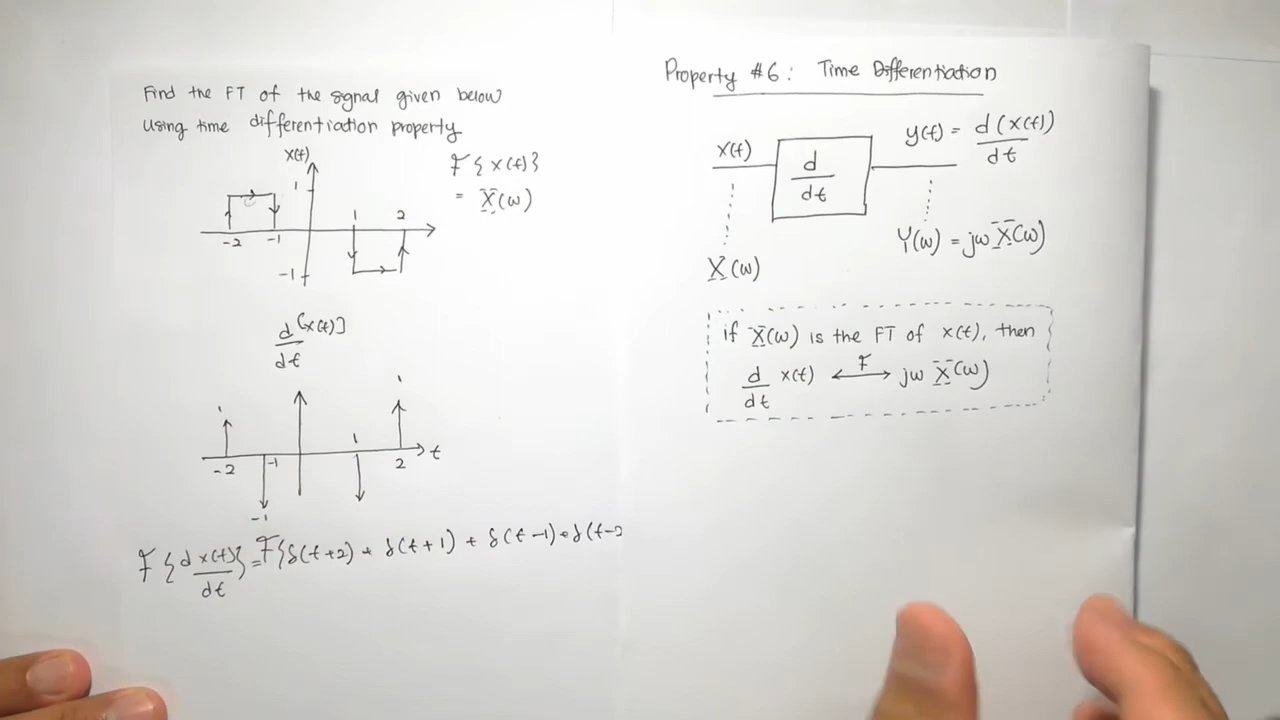 Find the FT of the signal given below
using time differentiation property
x(t)
1
-2 -1 1 2
-1
F { x(t) }
= X(ω)
d [x(t)]
dt
1 1
-2 -1 1 2 t
-1
F { d x(t) } = F { δ(t+2) + δ(t+1) + δ(t-1) + δ(t-2
dt
Property #6: Time Differentiation
x(t)
d
dt
y(t) = d (x(t))
dt
X(ω)
Y(ω) = jω X(ω)
if X(ω) is the FT of x(t), then
d x(t) ⟷ F jω X(ω)
dt